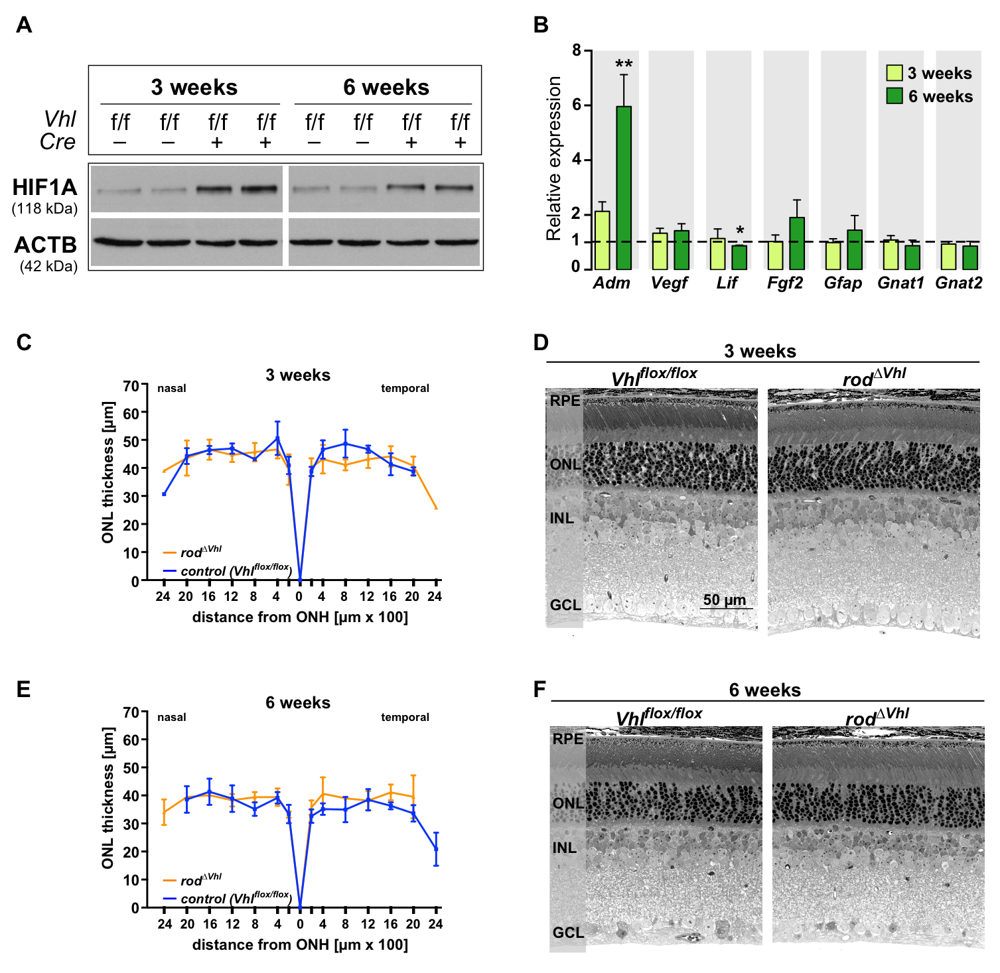 A
3 weeks 6 weeks
Vhl f/f f/f f/f f/f f/f f/f f/f f/f
Cre – – + + – – + +
HIF1A
(118 kDa)
ACTB
(42 kDa)
B
Relative expression
8
6
4
2
1
0
** 
*
3 weeks
6 weeks
Adm Vegf Lif Fgf2 Gfap Gnat1 Gnat2
C
3 weeks
nasal temporal
ONL thickness [µm]
70
60
50
40
30
20
10
0
rod∆Vhl
control (Vhlflox/flox)
24 20 16 12 8 4 0 4 8 12 16 20 24
distance from ONH [µm x 100]
D
3 weeks
Vhlflox/flox rod∆Vhl
RPE
ONL
INL
GCL
50 µm
E
6 weeks
nasal temporal
ONL thickness [µm]
70
60
50
40
30
20
10
0
rod∆Vhl
control (Vhlflox/flox)
24 20 16 12 8 4 0 4 8 12 16 20 24
distance from ONH [µm x 100]
F
6 weeks
Vhlflox/flox rod∆Vhl
RPE
ONL
INL
GCL